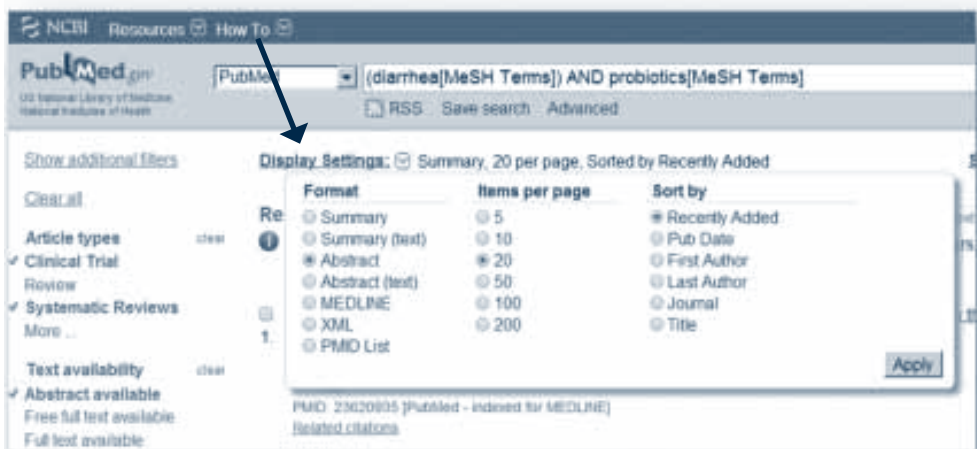 NCBI Resources How To
PubMed.gov
US National Library of Medicine
National Institutes of Health
PubMed
(diarrhea[MeSH Terms]) AND probiotics[MeSH Terms]
RSS Save search Advanced
Show additional filters
Clear all
Article types clear
Clinical Trial
Review
Systematic Reviews
More ...
Text availability clear
Abstract available
Free full text available
Full text available
Display Settings: Summary, 20 per page, Sorted by Recently Added
Format
Summary
Summary (text)
Abstract
Abstract (text)
MEDLINE
XML
PMID List
Items per page
5
10
20
50
100
200
Sort by
Recently Added
Pub Date
First Author
Last Author
Journal
Title
Apply
Re
1.
PMID: 23620935 [PubMed - indexed for MEDLINE]
Related citations